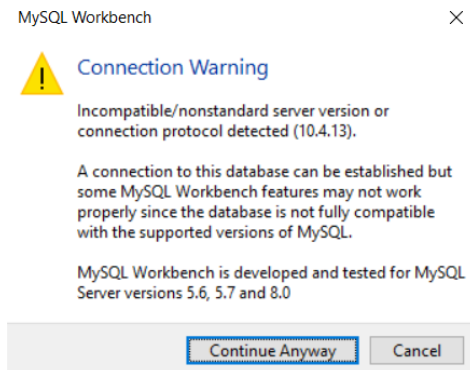 MySQL Workbench
Connection Warning
Incompatible/nonstandard server version or
connection protocol detected (10.4.13).
A connection to this database can be established but
some MySQL Workbench features may not work
properly since the database is not fully compatible
with the supported versions of MySQL.
MySQL Workbench is developed and tested for MySQL
Server versions 5.6, 5.7 and 8.0
Continue Anyway
Cancel